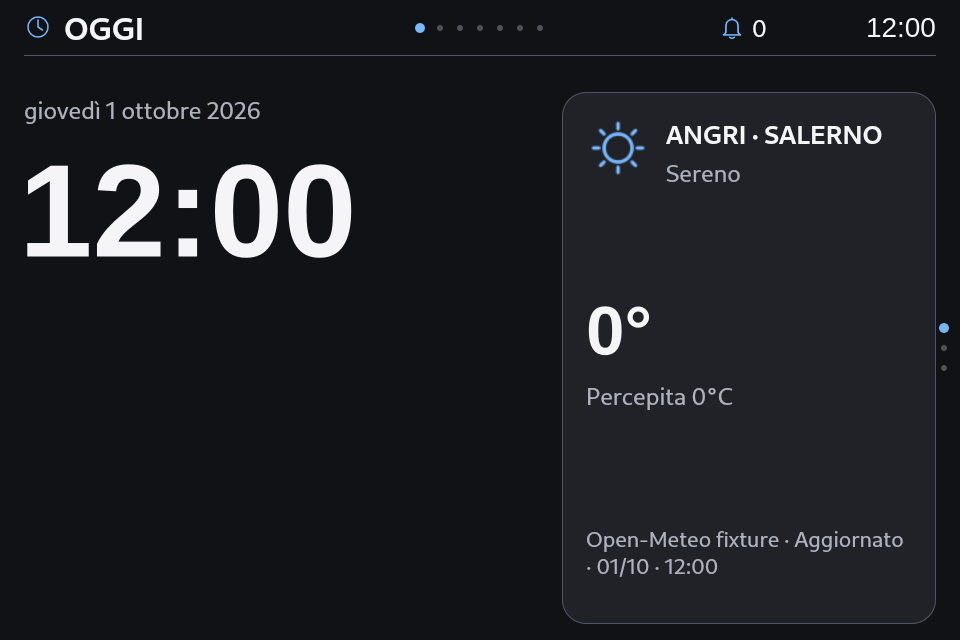 OGGI
0
12:00
giovedì 1 ottobre 2026
12:00
ANGRI · SALERNO
Sereno
0°
Percepita 0°C
Open-Meteo fixture · Aggiornato
· 01/10 · 12:00